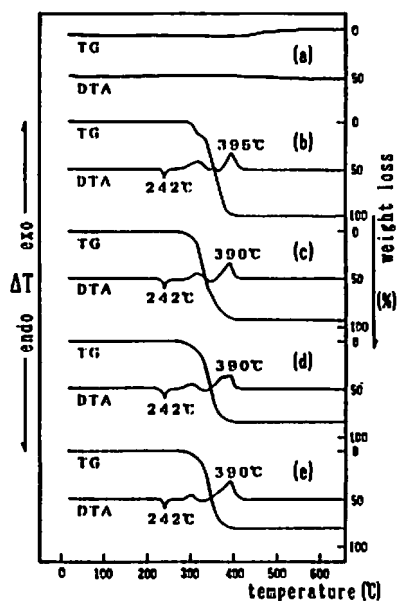 0
TG
(a)
DTA
50
TG
0
(b)
395℃
DTA
50
242℃
100
TG
0
(c)
390℃
DTA
50
242℃
100
TG
0
(d)
390℃
DTA
50
242℃
100
TG
0
(e)
390℃
DTA
50
242℃
100
endo ΔT exo
weight loss (%)
0 100 200 300 400 500 600
temperature (℃)